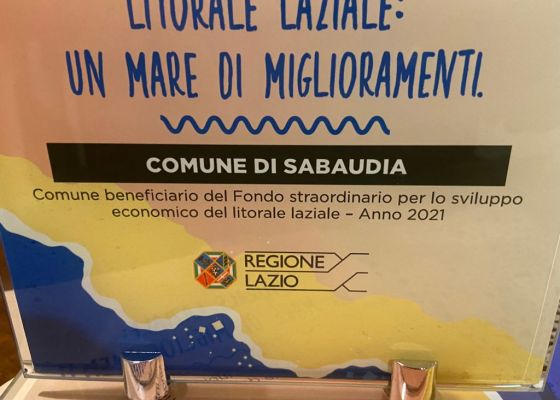 LITORALE LAZIALE:
UN MARE DI MIGLIORAMENTI.
COMUNE DI SABAUDIA
Comune beneficiario del Fondo straordinario per lo sviluppo
economico del litorale laziale – Anno 2021
REGIONE
LAZIO